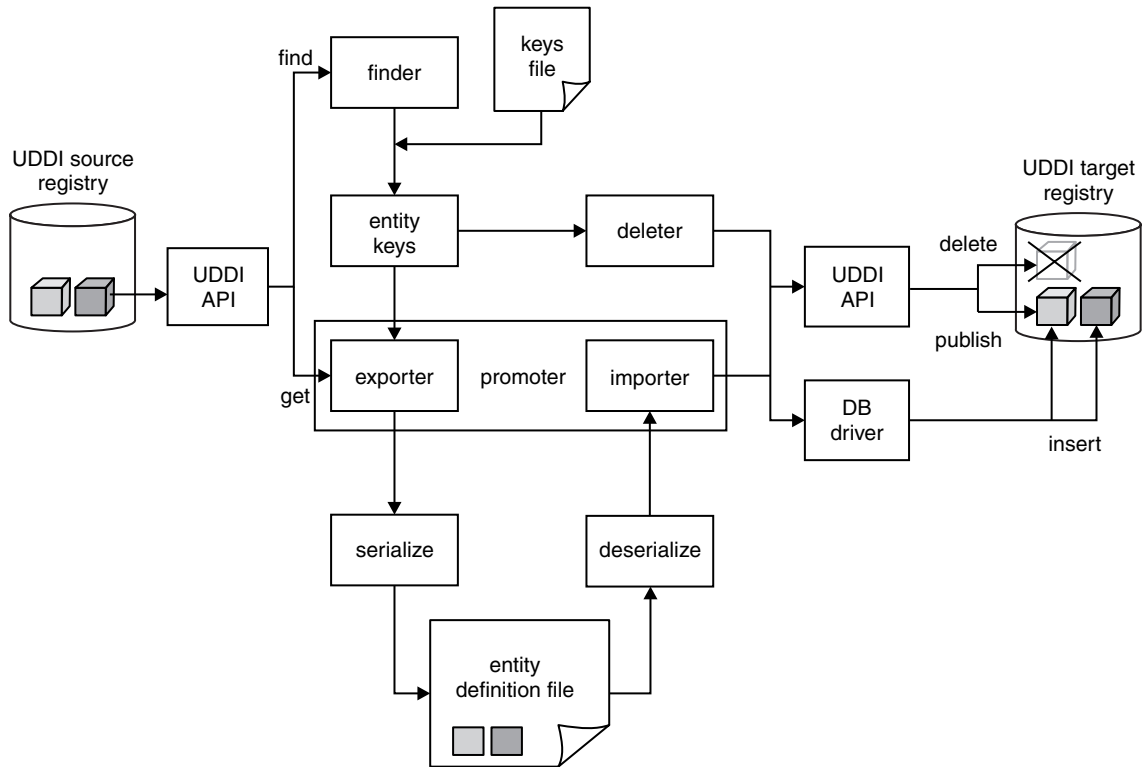 find
finder
keys
file
UDDI source
registry
UDDI target
registry
entity
keys
deleter
delete
UDDI
API
UDDI
API
publish
get
exporter
promoter
importer
DB
driver
insert
serialize
deserialize
entity
definition file